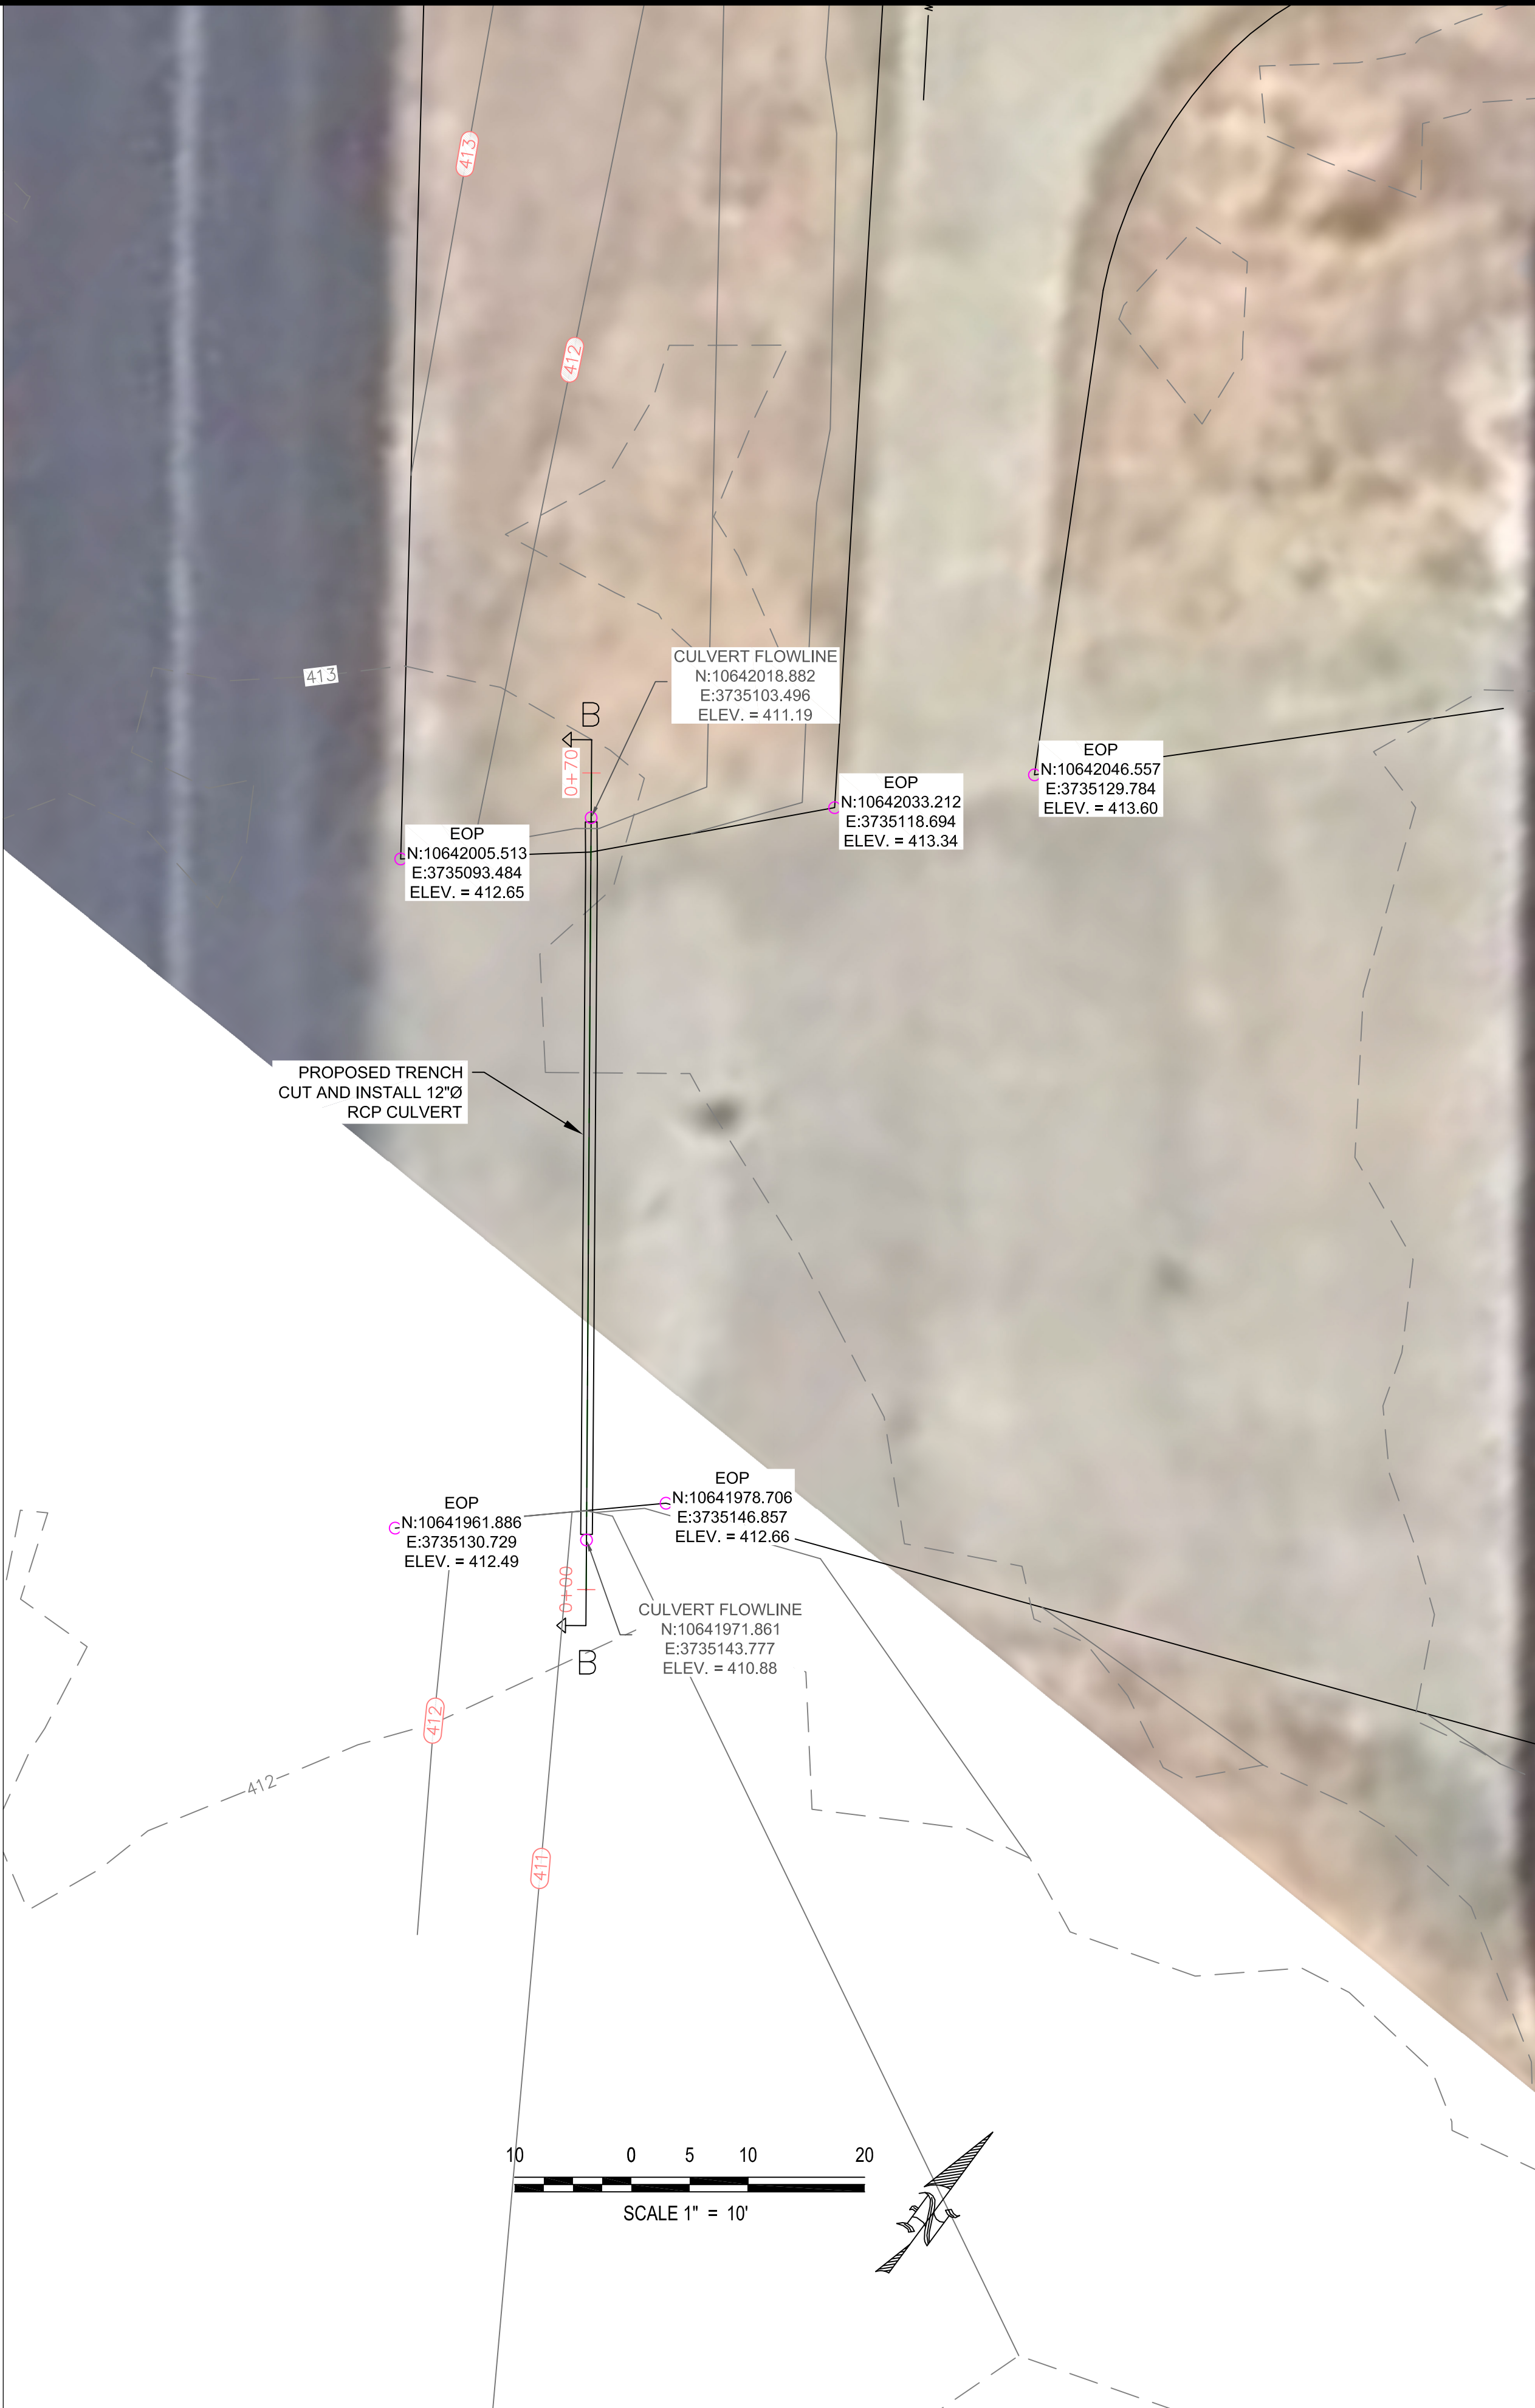 413
412
CULVERT FLOWLINE
N:10642018.882
E:3735103.496
ELEV. = 411.19
413
B
0+70
EOP
N:10642046.557
E:3735129.784
ELEV. = 413.60
EOP
N:10642033.212
E:3735118.694
ELEV. = 413.34
EOP
N:10642005.513
E:3735093.484
ELEV. = 412.65
PROPOSED TRENCH
CUT AND INSTALL 12"Ø
RCP CULVERT
EOP
N:10641978.706
E:3735146.857
ELEV. = 412.66
EOP
N:10641961.886
E:3735130.729
ELEV. = 412.49
0+00
CULVERT FLOWLINE
N:10641971.861
E:3735143.777
ELEV. = 410.88
B
412
412
411
10 0 5 10 20
SCALE 1" = 10'
N